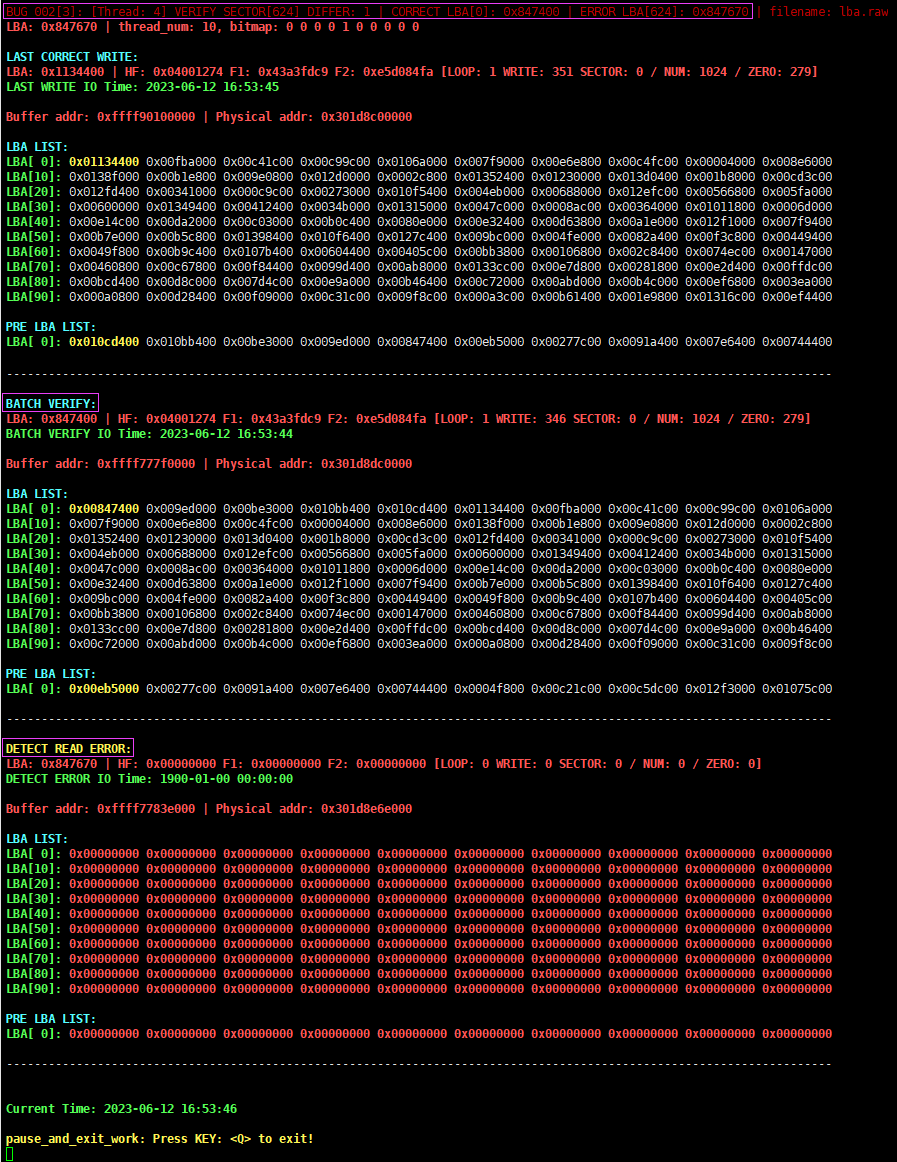 BUG 002[3]: [Thread: 4] VERIFY SECTOR[624] DIFFER: 1 | CORRECT LBA[0]: 0x847400 | ERROR LBA[624]: 0x847670 | filename: lba.raw
LBA: 0x847670 | thread_num: 10, bitmap: 0 0 0 0 1 0 0 0 0 0
LAST CORRECT WRITE:
LBA: 0x1134400 | HF: 0x04001274 F1: 0x43a3fdc9 F2: 0xe5d084fa [LOOP: 1 WRITE: 351 SECTOR: 0 / NUM: 1024 / ZERO: 279]
LAST WRITE IO Time: 2023-06-12 16:53:45
Buffer addr: 0xffff90100000 | Physical addr: 0x301d8c00000
LBA LIST:
LBA[ 0]: 0x01134400 0x00fba000 0x00c41c00 0x00c99c00 0x0106a000 0x007f9000 0x00e6e800 0x00c4fc00 0x00004000 0x008e6000
LBA[10]: 0x0138f000 0x00b1e800 0x009e0800 0x012d0000 0x0002c800 0x01352400 0x01230000 0x013d0400 0x001b8000 0x00cd3c00
LBA[20]: 0x012fd400 0x00341000 0x000c9c00 0x00273000 0x010f5400 0x004eb000 0x00688000 0x012efc00 0x00566800 0x005fa000
LBA[30]: 0x00600000 0x01349400 0x00412400 0x0034b000 0x01315000 0x0047c000 0x0008ac00 0x00364000 0x01011800 0x0006d000
LBA[40]: 0x00e14c00 0x00da2000 0x00c03000 0x00b0c400 0x0080e000 0x00e32400 0x00d63800 0x00a1e000 0x012f1000 0x007f9400
LBA[50]: 0x00b7e000 0x00b5c800 0x01398400 0x010f6400 0x0127c400 0x009bc000 0x004fe000 0x0082a400 0x00f3c800 0x00449400
LBA[60]: 0x0049f800 0x00b9c400 0x0107b400 0x00604400 0x00405c00 0x00bb3800 0x00106800 0x002c8400 0x0074ec00 0x00147000
LBA[70]: 0x00460800 0x00c67800 0x00f84400 0x0099d400 0x00ab8000 0x0133cc00 0x00e7d800 0x00281800 0x00e2d400 0x00ffdc00
LBA[80]: 0x00bcd400 0x00d8c000 0x007d4c00 0x00e9a000 0x00b46400 0x00c72000 0x00abd000 0x00b4c000 0x00ef6800 0x003ea000
LBA[90]: 0x000a0800 0x00d28400 0x00f09000 0x00c31c00 0x009f8c00 0x000a3c00 0x00b61400 0x001e9800 0x01316c00 0x00ef4400
PRE LBA LIST:
LBA[ 0]: 0x010cd400 0x010bb400 0x00be3000 0x009ed000 0x00847400 0x00eb5000 0x00277c00 0x0091a400 0x007e6400 0x00744400
----------------------------------------------------------------------------------------------------------------------
BATCH VERIFY:
LBA: 0x847400 | HF: 0x04001274 F1: 0x43a3fdc9 F2: 0xe5d084fa [LOOP: 1 WRITE: 346 SECTOR: 0 / NUM: 1024 / ZERO: 279]
BATCH VERIFY IO Time: 2023-06-12 16:53:44
Buffer addr: 0xffff777f0000 | Physical addr: 0x301d8dc0000
LBA LIST:
LBA[ 0]: 0x00847400 0x009ed000 0x00be3000 0x010bb400 0x010cd400 0x01134400 0x00fba000 0x00c41c00 0x00c99c00 0x0106a000
LBA[10]: 0x007f9000 0x00e6e800 0x00c4fc00 0x00004000 0x008e6000 0x0138f000 0x00b1e800 0x009e0800 0x012d0000 0x0002c800
LBA[20]: 0x01352400 0x01230000 0x013d0400 0x001b8000 0x00cd3c00 0x012fd400 0x00341000 0x000c9c00 0x00273000 0x010f5400
LBA[30]: 0x004eb000 0x00688000 0x012efc00 0x00566800 0x005fa000 0x00600000 0x01349400 0x00412400 0x0034b000 0x01315000
LBA[40]: 0x0047c000 0x0008ac00 0x00364000 0x01011800 0x0006d000 0x00e14c00 0x00da2000 0x00c03000 0x00b0c400 0x0080e000
LBA[50]: 0x00e32400 0x00d63800 0x00a1e000 0x012f1000 0x007f9400 0x00b7e000 0x00b5c800 0x01398400 0x010f6400 0x0127c400
LBA[60]: 0x009bc000 0x004fe000 0x0082a400 0x00f3c800 0x00449400 0x0049f800 0x00b9c400 0x0107b400 0x00604400 0x00405c00
LBA[70]: 0x00bb3800 0x00106800 0x002c8400 0x0074ec00 0x00147000 0x00460800 0x00c67800 0x00f84400 0x0099d400 0x00ab8000
LBA[80]: 0x0133cc00 0x00e7d800 0x00281800 0x00e2d400 0x00ffdc00 0x00bcd400 0x00d8c000 0x007d4c00 0x00e9a000 0x00b46400
LBA[90]: 0x00c72000 0x00abd000 0x00b4c000 0x00ef6800 0x003ea000 0x000a0800 0x00d28400 0x00f09000 0x00c31c00 0x009f8c00
PRE LBA LIST:
LBA[ 0]: 0x00eb5000 0x00277c00 0x0091a400 0x007e6400 0x00744400 0x0004f800 0x00c21c00 0x00c5dc00 0x012f3000 0x01075c00
----------------------------------------------------------------------------------------------------------------------
DETECT READ ERROR:
LBA: 0x847670 | HF: 0x00000000 F1: 0x00000000 F2: 0x00000000 [LOOP: 0 WRITE: 0 SECTOR: 0 / NUM: 0 / ZERO: 0]
DETECT ERROR IO Time: 1900-01-00 00:00:00
Buffer addr: 0xffff7783e000 | Physical addr: 0x301d8e6e000
LBA LIST:
LBA[ 0]: 0x00000000 0x00000000 0x00000000 0x00000000 0x00000000 0x00000000 0x00000000 0x00000000 0x00000000 0x00000000
LBA[10]: 0x00000000 0x00000000 0x00000000 0x00000000 0x00000000 0x00000000 0x00000000 0x00000000 0x00000000 0x00000000
LBA[20]: 0x00000000 0x00000000 0x00000000 0x00000000 0x00000000 0x00000000 0x00000000 0x00000000 0x00000000 0x00000000
LBA[30]: 0x00000000 0x00000000 0x00000000 0x00000000 0x00000000 0x00000000 0x00000000 0x00000000 0x00000000 0x00000000
LBA[40]: 0x00000000 0x00000000 0x00000000 0x00000000 0x00000000 0x00000000 0x00000000 0x00000000 0x00000000 0x00000000
LBA[50]: 0x00000000 0x00000000 0x00000000 0x00000000 0x00000000 0x00000000 0x00000000 0x00000000 0x00000000 0x00000000
LBA[60]: 0x00000000 0x00000000 0x00000000 0x00000000 0x00000000 0x00000000 0x00000000 0x00000000 0x00000000 0x00000000
LBA[70]: 0x00000000 0x00000000 0x00000000 0x00000000 0x00000000 0x00000000 0x00000000 0x00000000 0x00000000 0x00000000
LBA[80]: 0x00000000 0x00000000 0x00000000 0x00000000 0x00000000 0x00000000 0x00000000 0x00000000 0x00000000 0x00000000
LBA[90]: 0x00000000 0x00000000 0x00000000 0x00000000 0x00000000 0x00000000 0x00000000 0x00000000 0x00000000 0x00000000
PRE LBA LIST:
LBA[ 0]: 0x00000000 0x00000000 0x00000000 0x00000000 0x00000000 0x00000000 0x00000000 0x00000000 0x00000000 0x00000000
----------------------------------------------------------------------------------------------------------------------
Current Time: 2023-06-12 16:53:46
pause_and_exit_work: Press KEY: <Q> to exit!